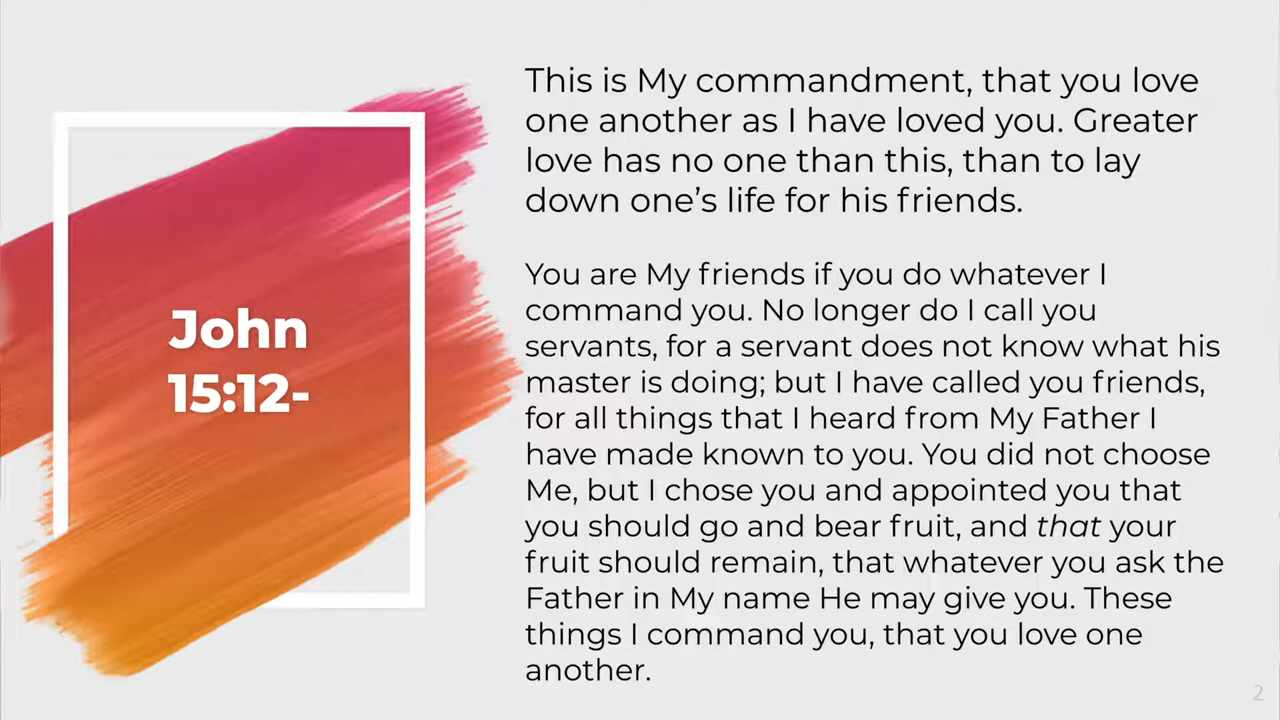 John
15:12-
This is My commandment, that you love
one another as I have loved you. Greater
love has no one than this, than to lay
down one’s life for his friends.
You are My friends if you do whatever I
command you. No longer do I call you
servants, for a servant does not know what his
master is doing; but I have called you friends,
for all things that I heard from My Father I
have made known to you. You did not choose
Me, but I chose you and appointed you that
you should go and bear fruit, and that your
fruit should remain, that whatever you ask the
Father in My name He may give you. These
things I command you, that you love one
another.
2